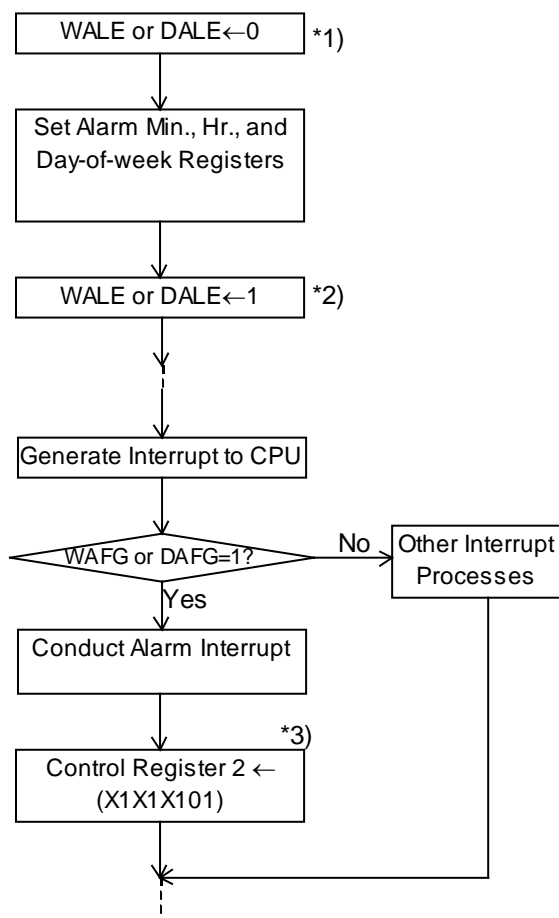 WALE or DALE←0
*1)
Set Alarm Min., Hr., and
Day-of-week Registers
WALE or DALE←1
*2)
Generate Interrupt to CPU
WAFG or DAFG=1?
No
Other Interrupt
Processes
Yes
Conduct Alarm Interrupt
*3)
Control Register 2 ←
(X1X1X101)